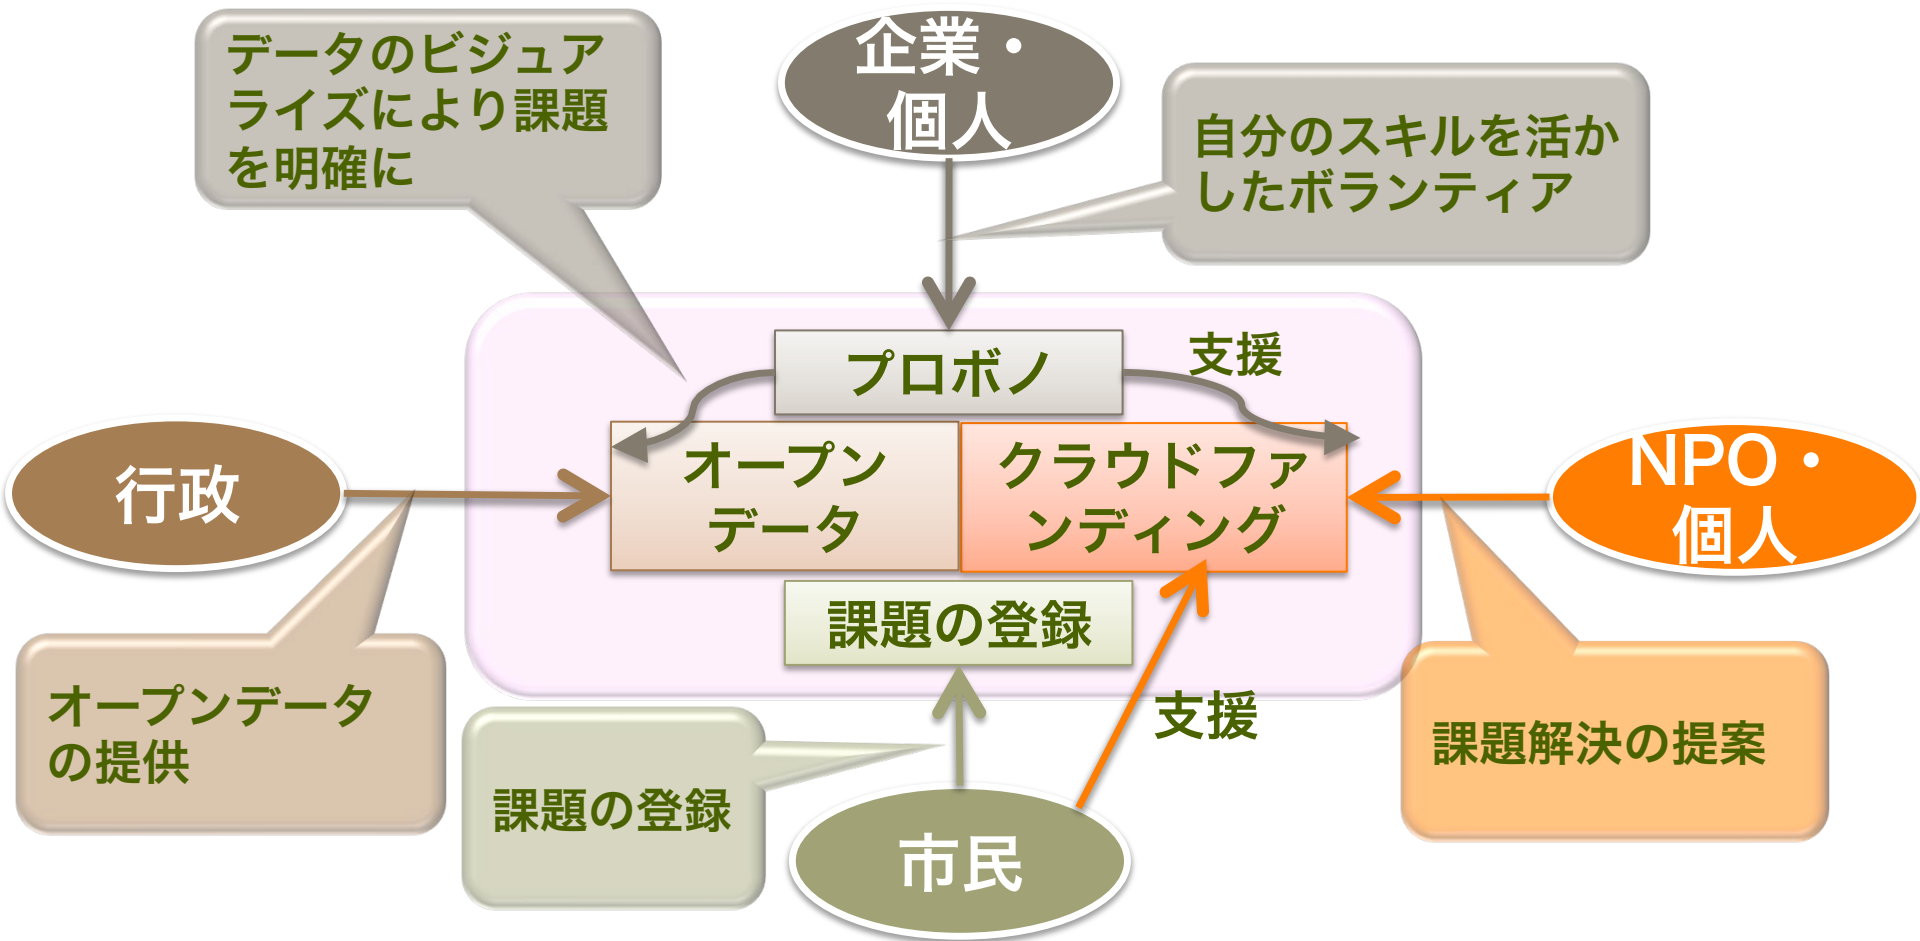 データのビジュア
ライズにより課題
を明確に
企業・
個人
自分のスキルを活か
したボランティア
プロボノ
支援
オープン
データ
クラウドファ
ンディング
行政
NPO・
個人
課題の登録
オープンデータ
の提供
課題の登録
支援
課題解決の提案
市民